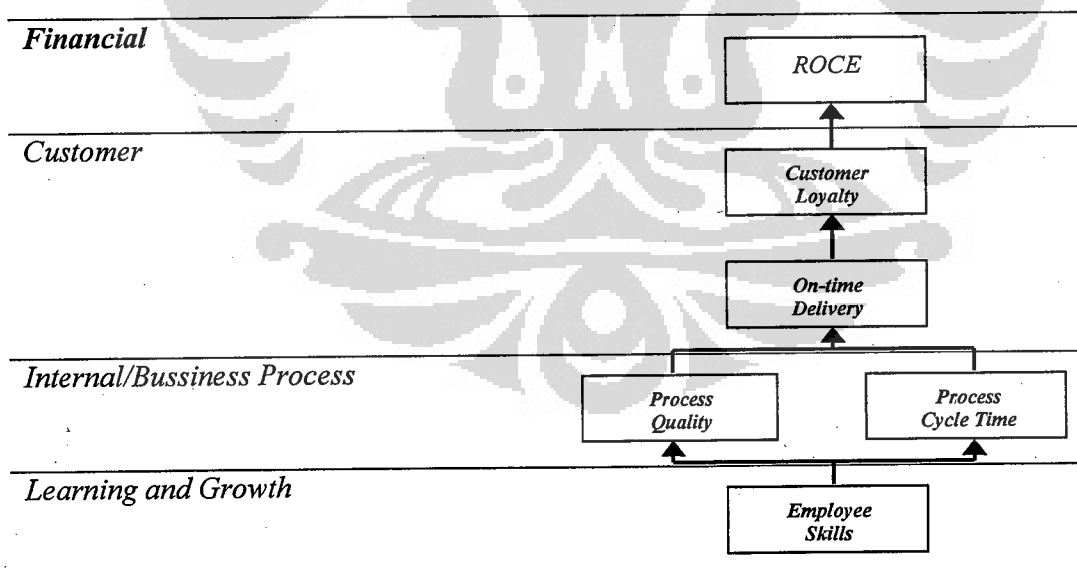 Financial
ROCE
Customer
Customer
Loyalty
On-time
Delivery
Internal/Bussiness Process
Process
Quality
Process
Cycle Time
Learning and Growth
Employee
Skills